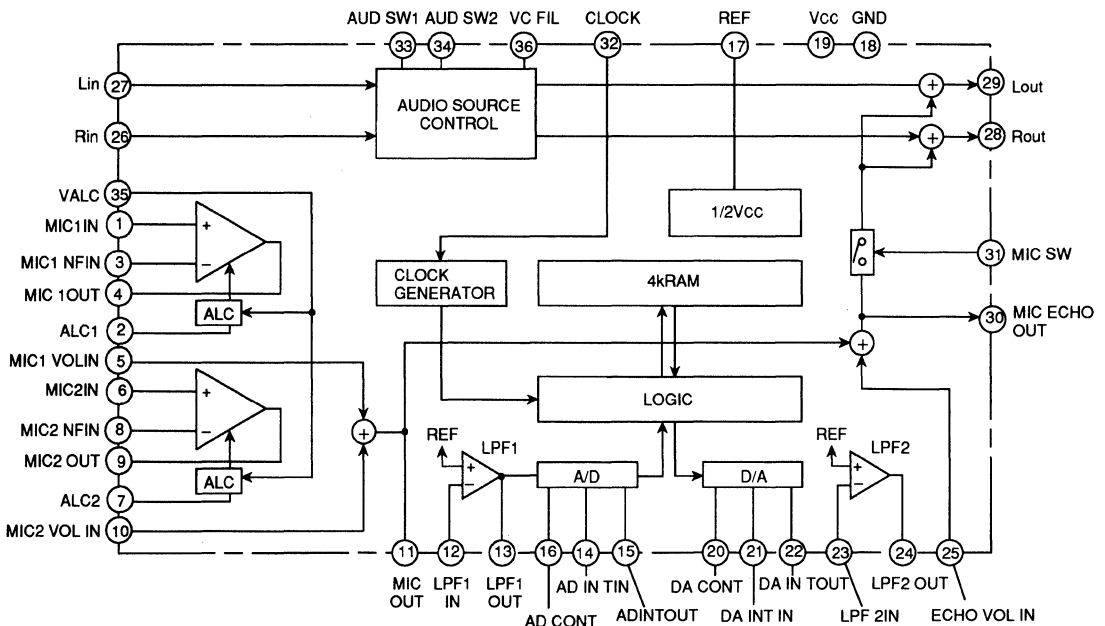 AUD SW1 AUD SW2 VC FIL CLOCK REF VCC GND
33 34 36 32 17 19 18
Lin 27
AUDIO SOURCE
CONTROL
+ 29 Lout
Rin 26
+ 28 Rout
VALC 35
1/2VCC
MIC1IN 1
+
MIC1 NFIN 3
−
31 MIC SW
MIC 1OUT 4
CLOCK
GENERATOR
4kRAM
ALC
ALC1 2
30 MIC ECHO
OUT
MIC1 VOLIN 5
+
MIC2IN 6
+
LOGIC
MIC2 NFIN 8
−
+
REF LPF1
REF LPF2
MIC2 OUT 9
+
−
A/D
D/A
+
−
ALC
ALC2 7
MIC2 VOL IN 10
11 12 13 16 14 15 20 21 22 23 24 25
MIC
OUT
LPF1
IN
LPF1
OUT
AD IN TIN
DA CONT
DA IN TOUT
LPF2 OUT
AD CONT
ADINTOUT
DA INT IN
LPF 2IN
ECHO VOL IN